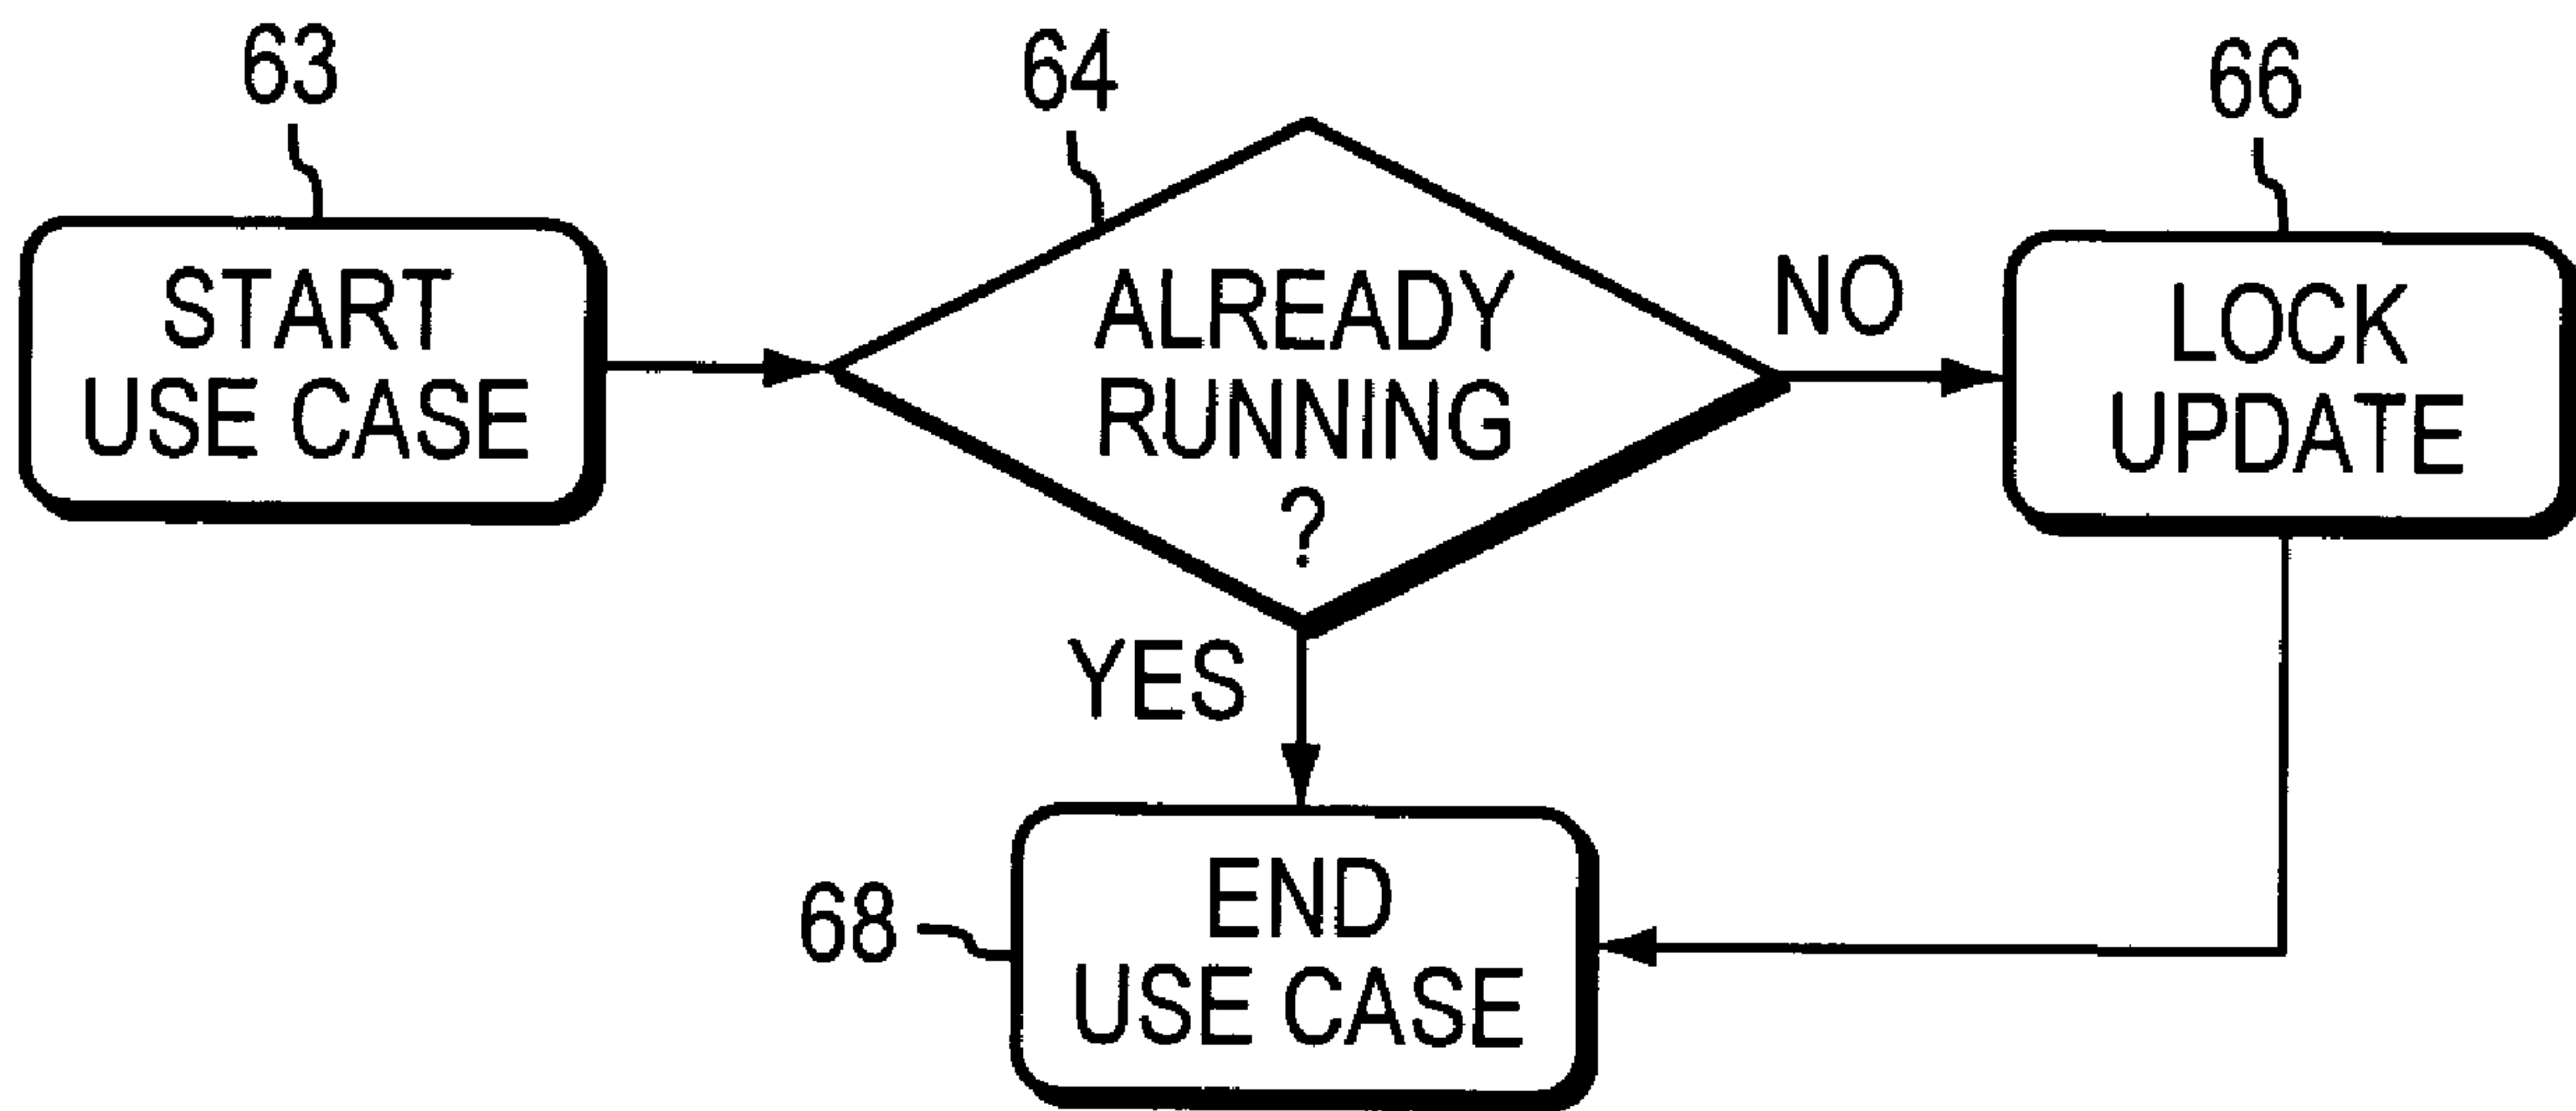 63
64
66
START
USE CASE
ALREADY
RUNNING
?
NO
LOCK
UPDATE
YES
68
END
USE CASE